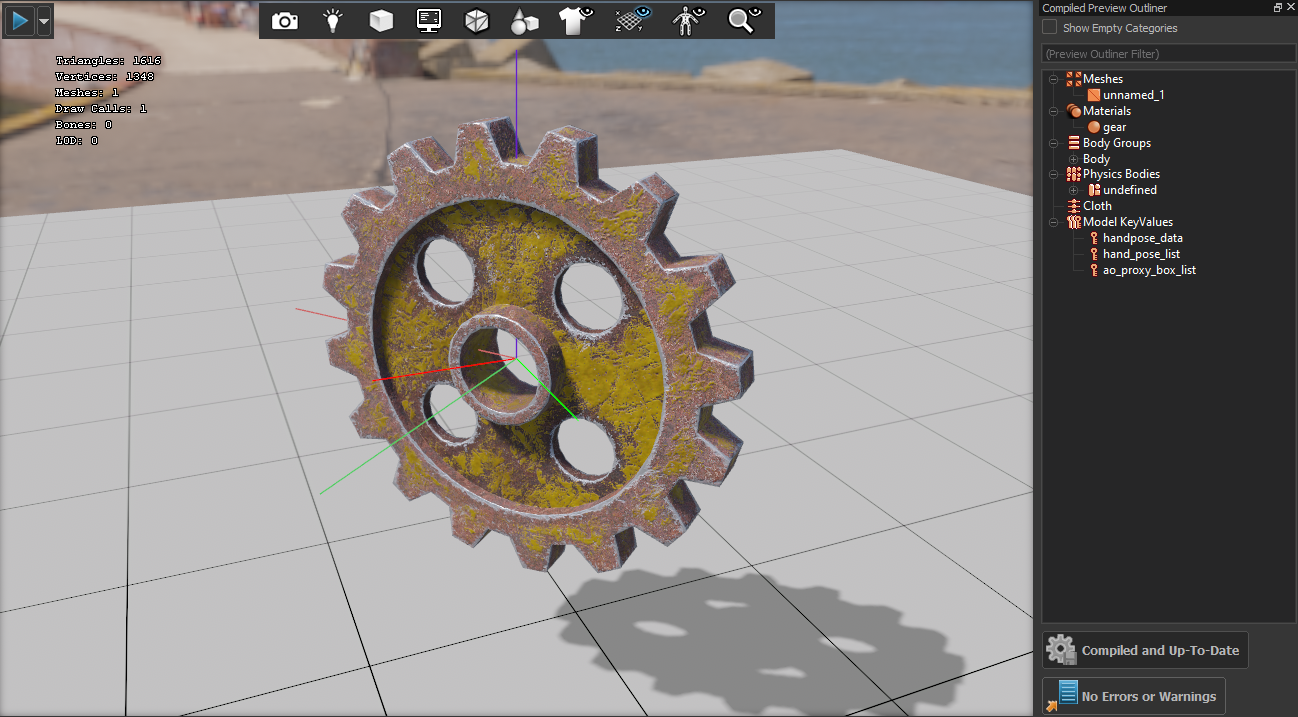 Triangles: 1616
Vertices: 1348
Meshes: 1
Draw Calls: 1
Bones: 0
LOD: 0
Compiled Preview Outliner
Show Empty Categories
(Preview Outliner Filter)
Meshes
unnamed_1
Materials
gear
Body Groups
Body
Physics Bodies
undefined
Cloth
Model KeyValues
handpose_data
hand_pose_list
ao_proxy_box_list
Compiled and Up-To-Date
No Errors or Warnings